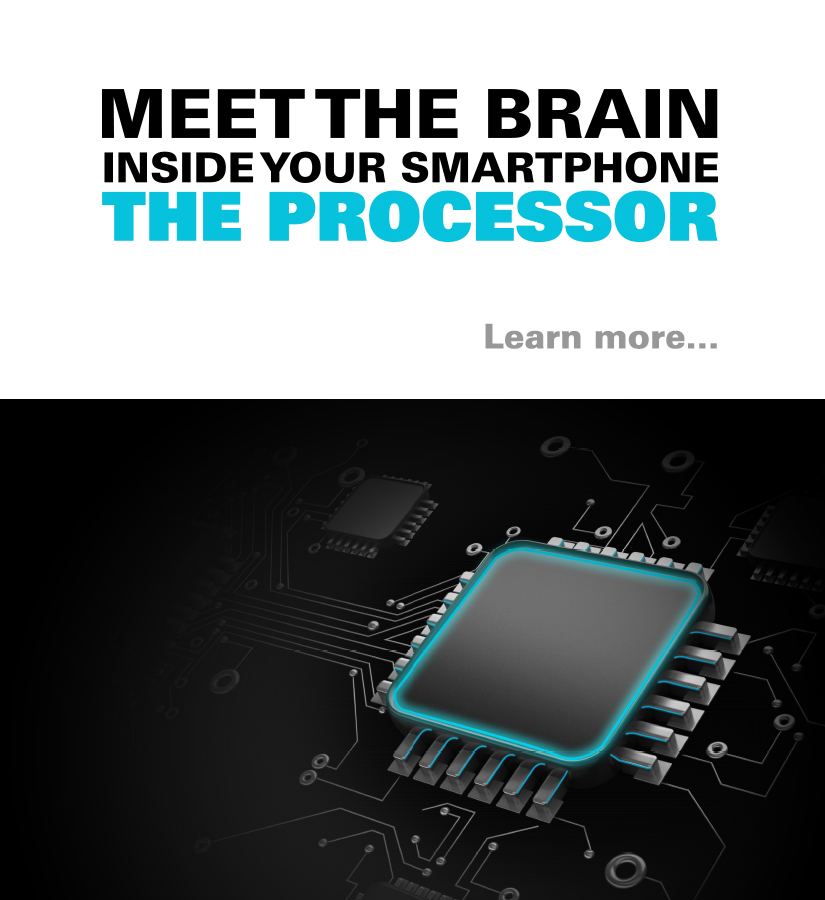 MEET THE BRAIN
INSIDE YOUR SMARTPHONE
THE PROCESSOR
Learn more...